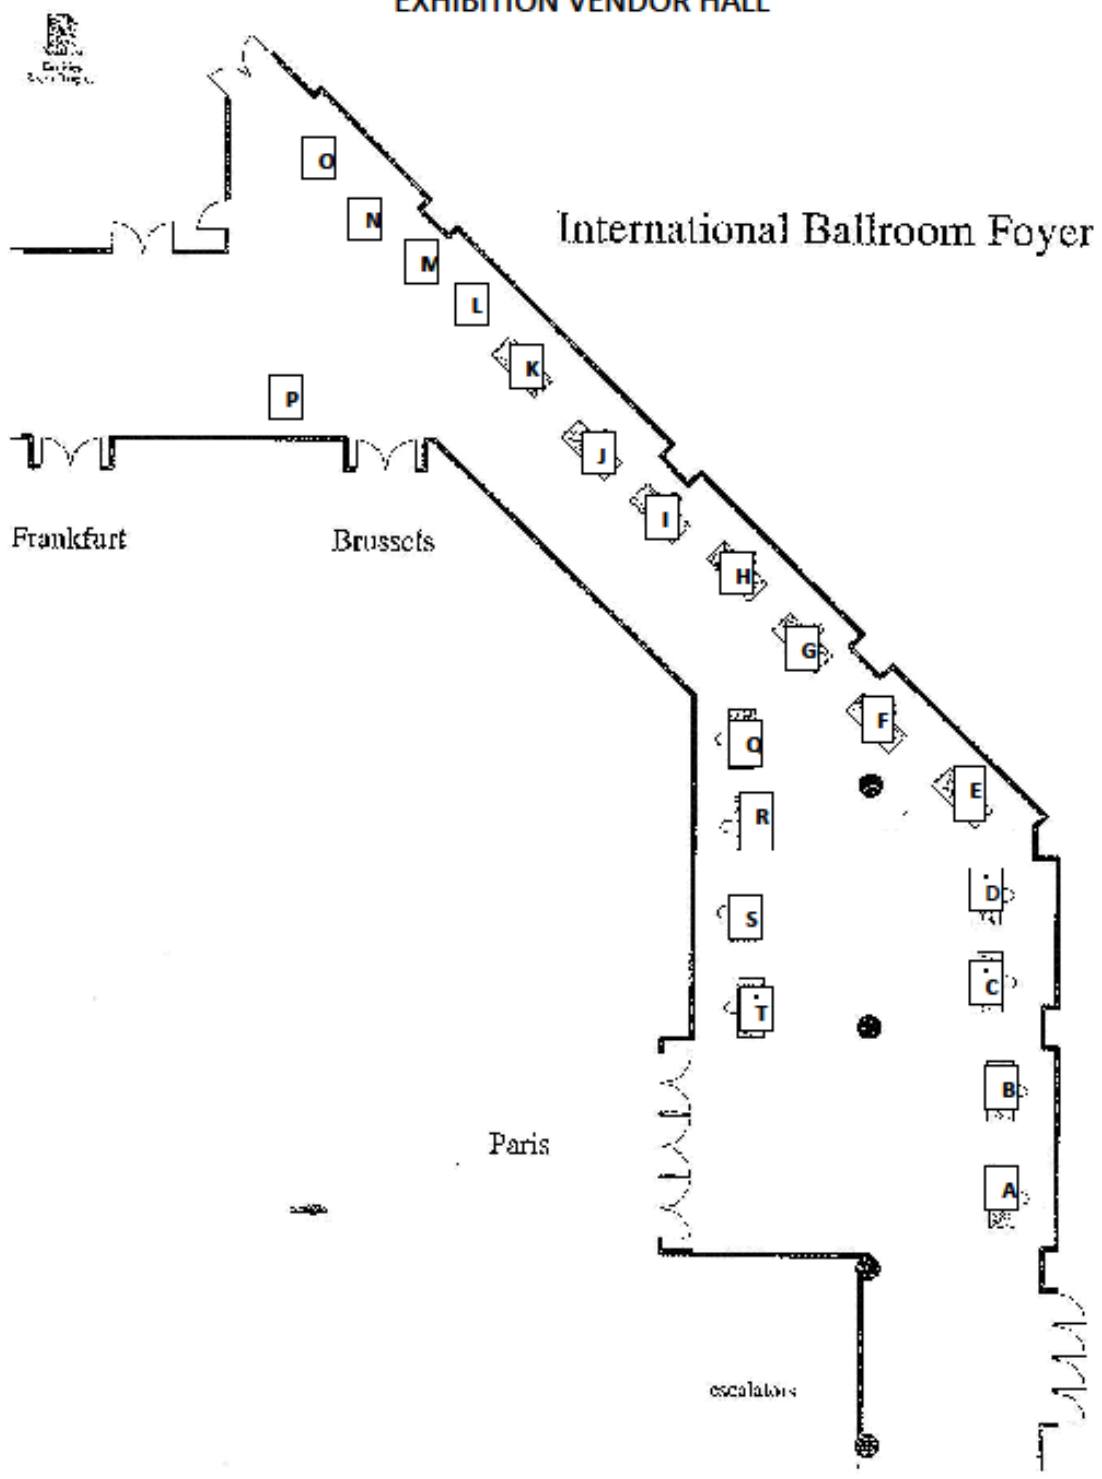 EXHIBITION VENDOR HALL
International Ballroom Foyer
O
N
M
L
K
P
J
I
H
G
F
E
Q
R
D
S
C
T
B
A
Frankfurt
Brussels
Paris
escalators